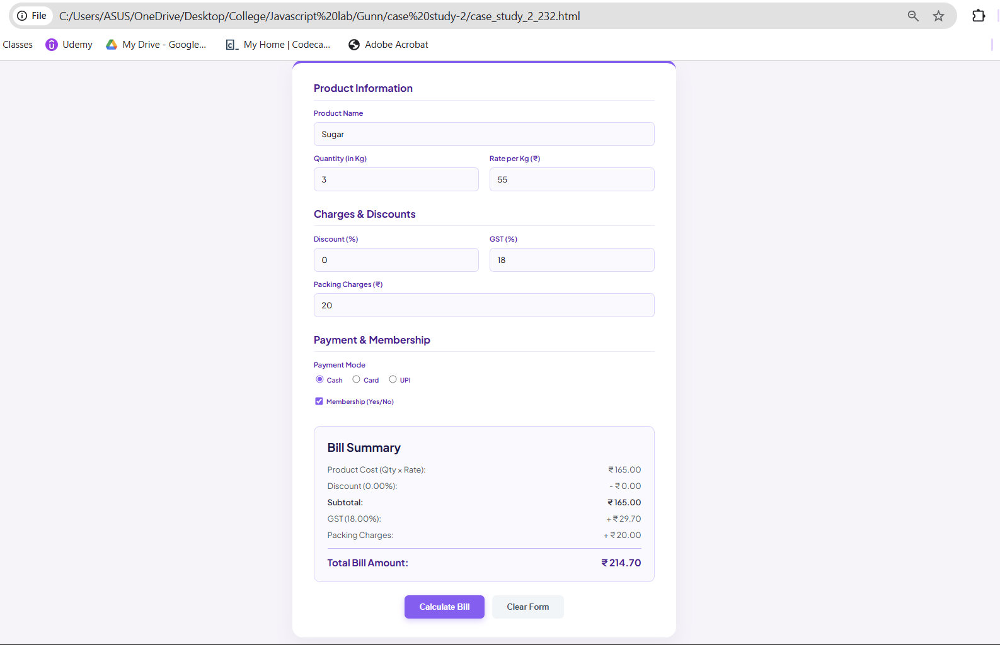 File C:/Users/ASUS/OneDrive/Desktop/College/Javascript%20lab/Gunn/case%20study-2/case_study_2_232.html
Classes Udemy My Drive - Google... My Home | Codeca... Adobe Acrobat
Product Information
Product Name
Sugar
Quantity (in Kg) Rate per Kg (₹)
3 55
Charges & Discounts
Discount (%) GST (%)
0 18
Packing Charges (₹)
20
Payment & Membership
Payment Mode
Cash Card UPI
Membership (Yes/No)
Bill Summary
Product Cost (Qty × Rate): ₹ 165.00
Discount (0.00%): - ₹ 0.00
Subtotal: ₹ 165.00
GST (18.00%): + ₹ 29.70
Packing Charges: + ₹ 20.00
Total Bill Amount: ₹ 214.70
Calculate Bill Clear Form